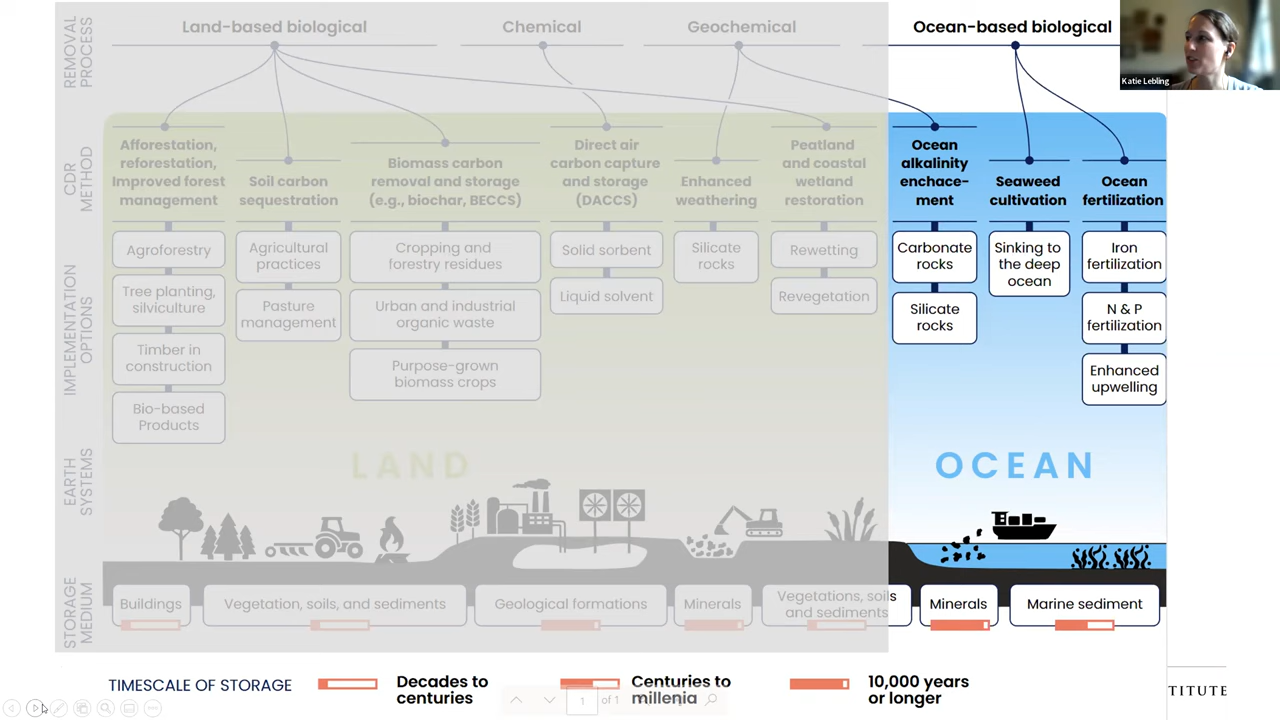 REMOVAL
PROCESS
Land-based biological
Chemical
Geochemical
Ocean-based biological
Katie Lebling
CDR
METHOD
Afforestation,
reforestation,
Improved forest
management
Soil carbon
sequestration
Biomass carbon
removal and storage
(e.g., biochar, BECCS)
Direct air
carbon capture
and storage
(DACCS)
Enhanced
weathering
Peatland
and coastal
wetland
restoration
Ocean
alkalinity
enchace-
ment
Seaweed
cultivation
Ocean
fertilization
IMPLEMENTATION
OPTIONS
Agroforestry
Tree planting,
silviculture
Timber in
construction
Bio-based
Products
Agricultural
practices
Pasture
management
Cropping and
forestry residues
Urban and industrial
organic waste
Purpose-grown
biomass crops
Solid sorbent
Liquid solvent
Silicate
rocks
Rewetting
Revegetation
Carbonate
rocks
Silicate
rocks
Sinking to
the deep
ocean
Iron
fertilization
N & P
fertilization
Enhanced
upwelling
EARTH
SYSTEMS
LAND
OCEAN
STORAGE
MEDIUM
Buildings
Vegetation, soils, and sediments
Geological formations
Minerals
Vegetations, soils
and sediments
Minerals
Marine sediment
TIMESCALE OF STORAGE
Decades to
centuries
Centuries to
millenia
10,000 years
or longer
1 of 1
TITUTE